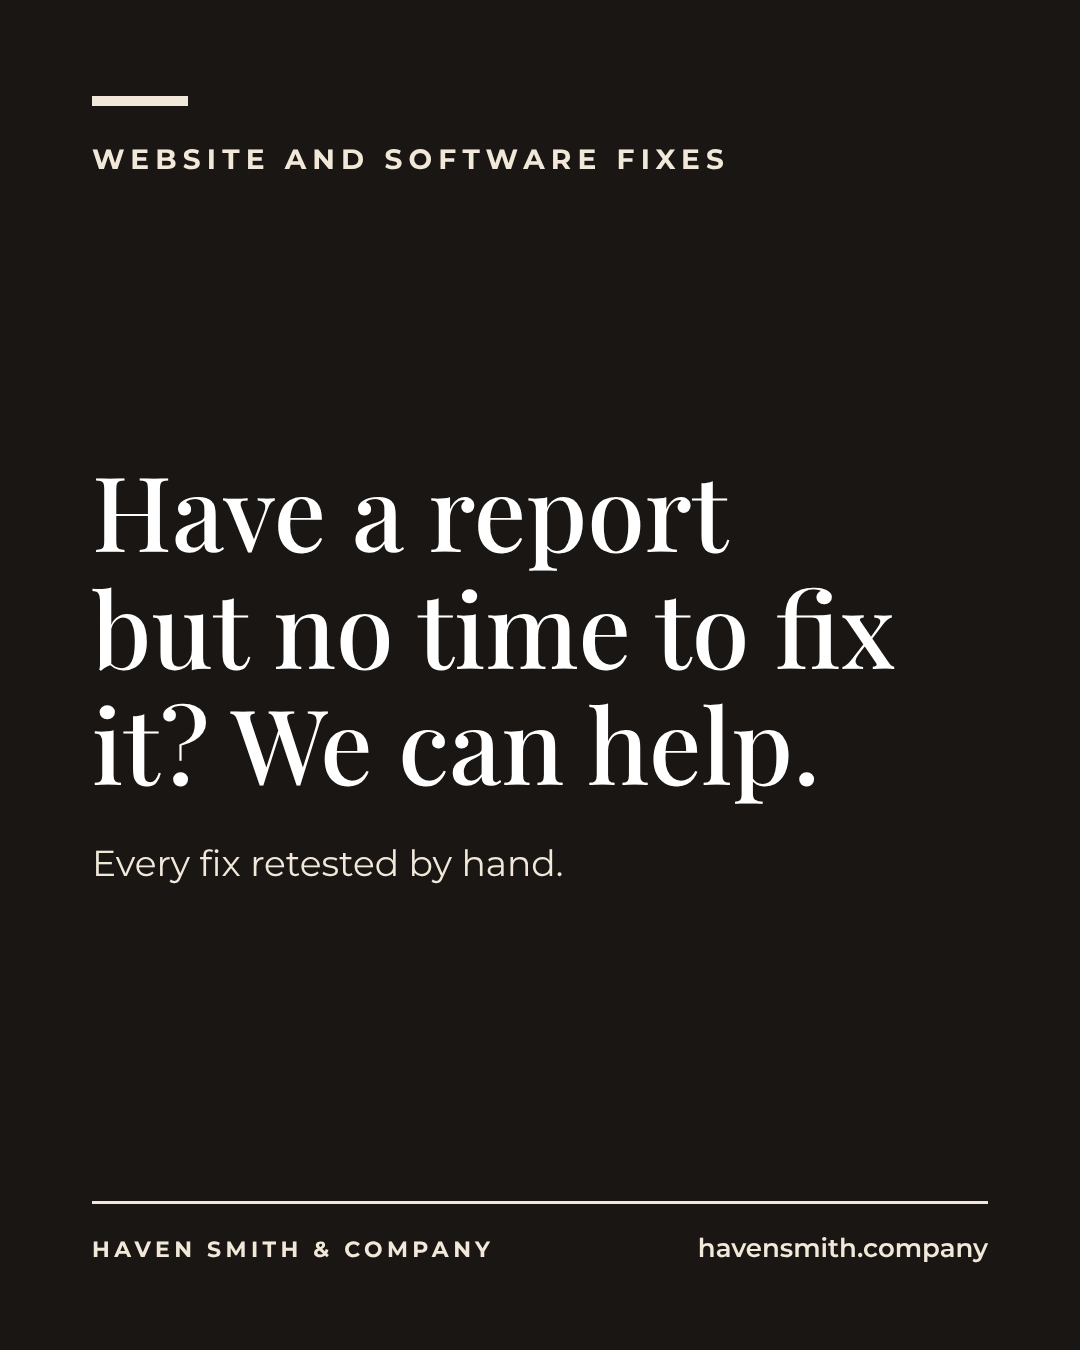 WEBSITE AND SOFTWARE FIXES
Have a report
but no time to fix
it? We can help.
Every fix retested by hand.
HAVEN SMITH & COMPANY
havensmith.company